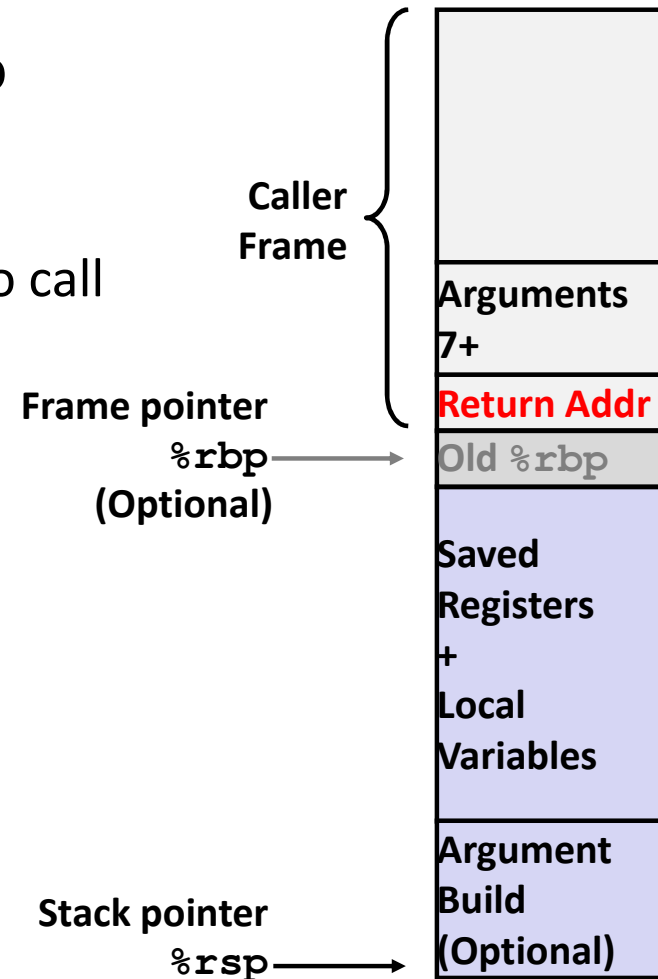 o call
Caller
Frame
Frame pointer
%rbp
(Optional)
Stack pointer
%rsp
Arguments
7+
Return Addr
Old %rbp
Saved
Registers
+
Local
Variables
Argument
Build
(Optional)